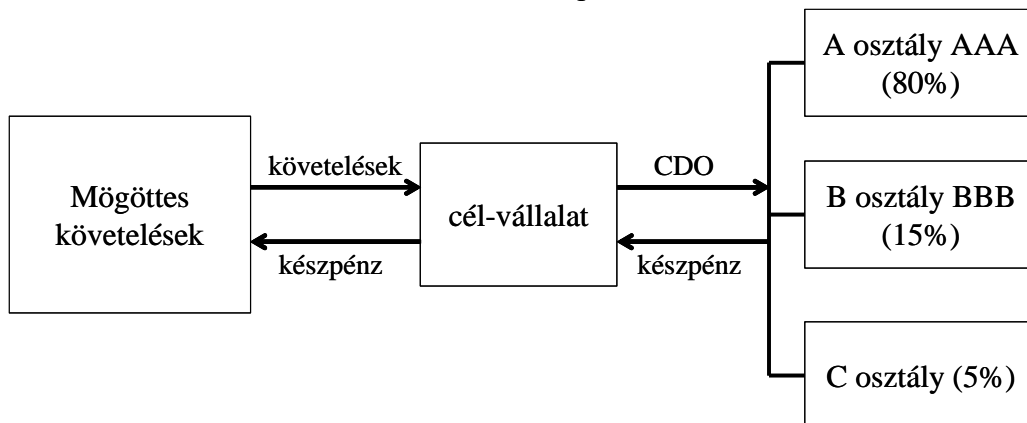 A osztály AAA
(80%)
Mögöttes
követelések
követelések
készpénz
cél-vállalat
CDO
készpénz
B osztály BBB
(15%)
C osztály (5%)